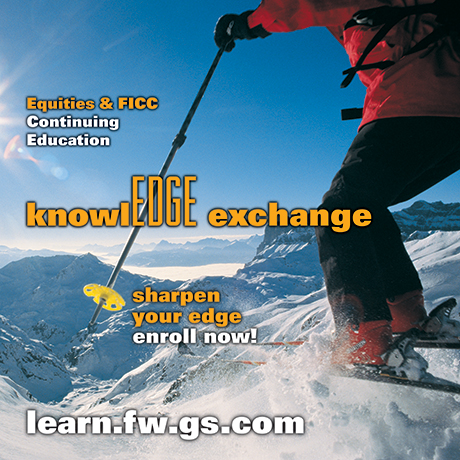 Equities & FICC
Continuing
Education
knowlEDGE exchange
sharpen
your edge
enroll now!
learn.fw.gs.com